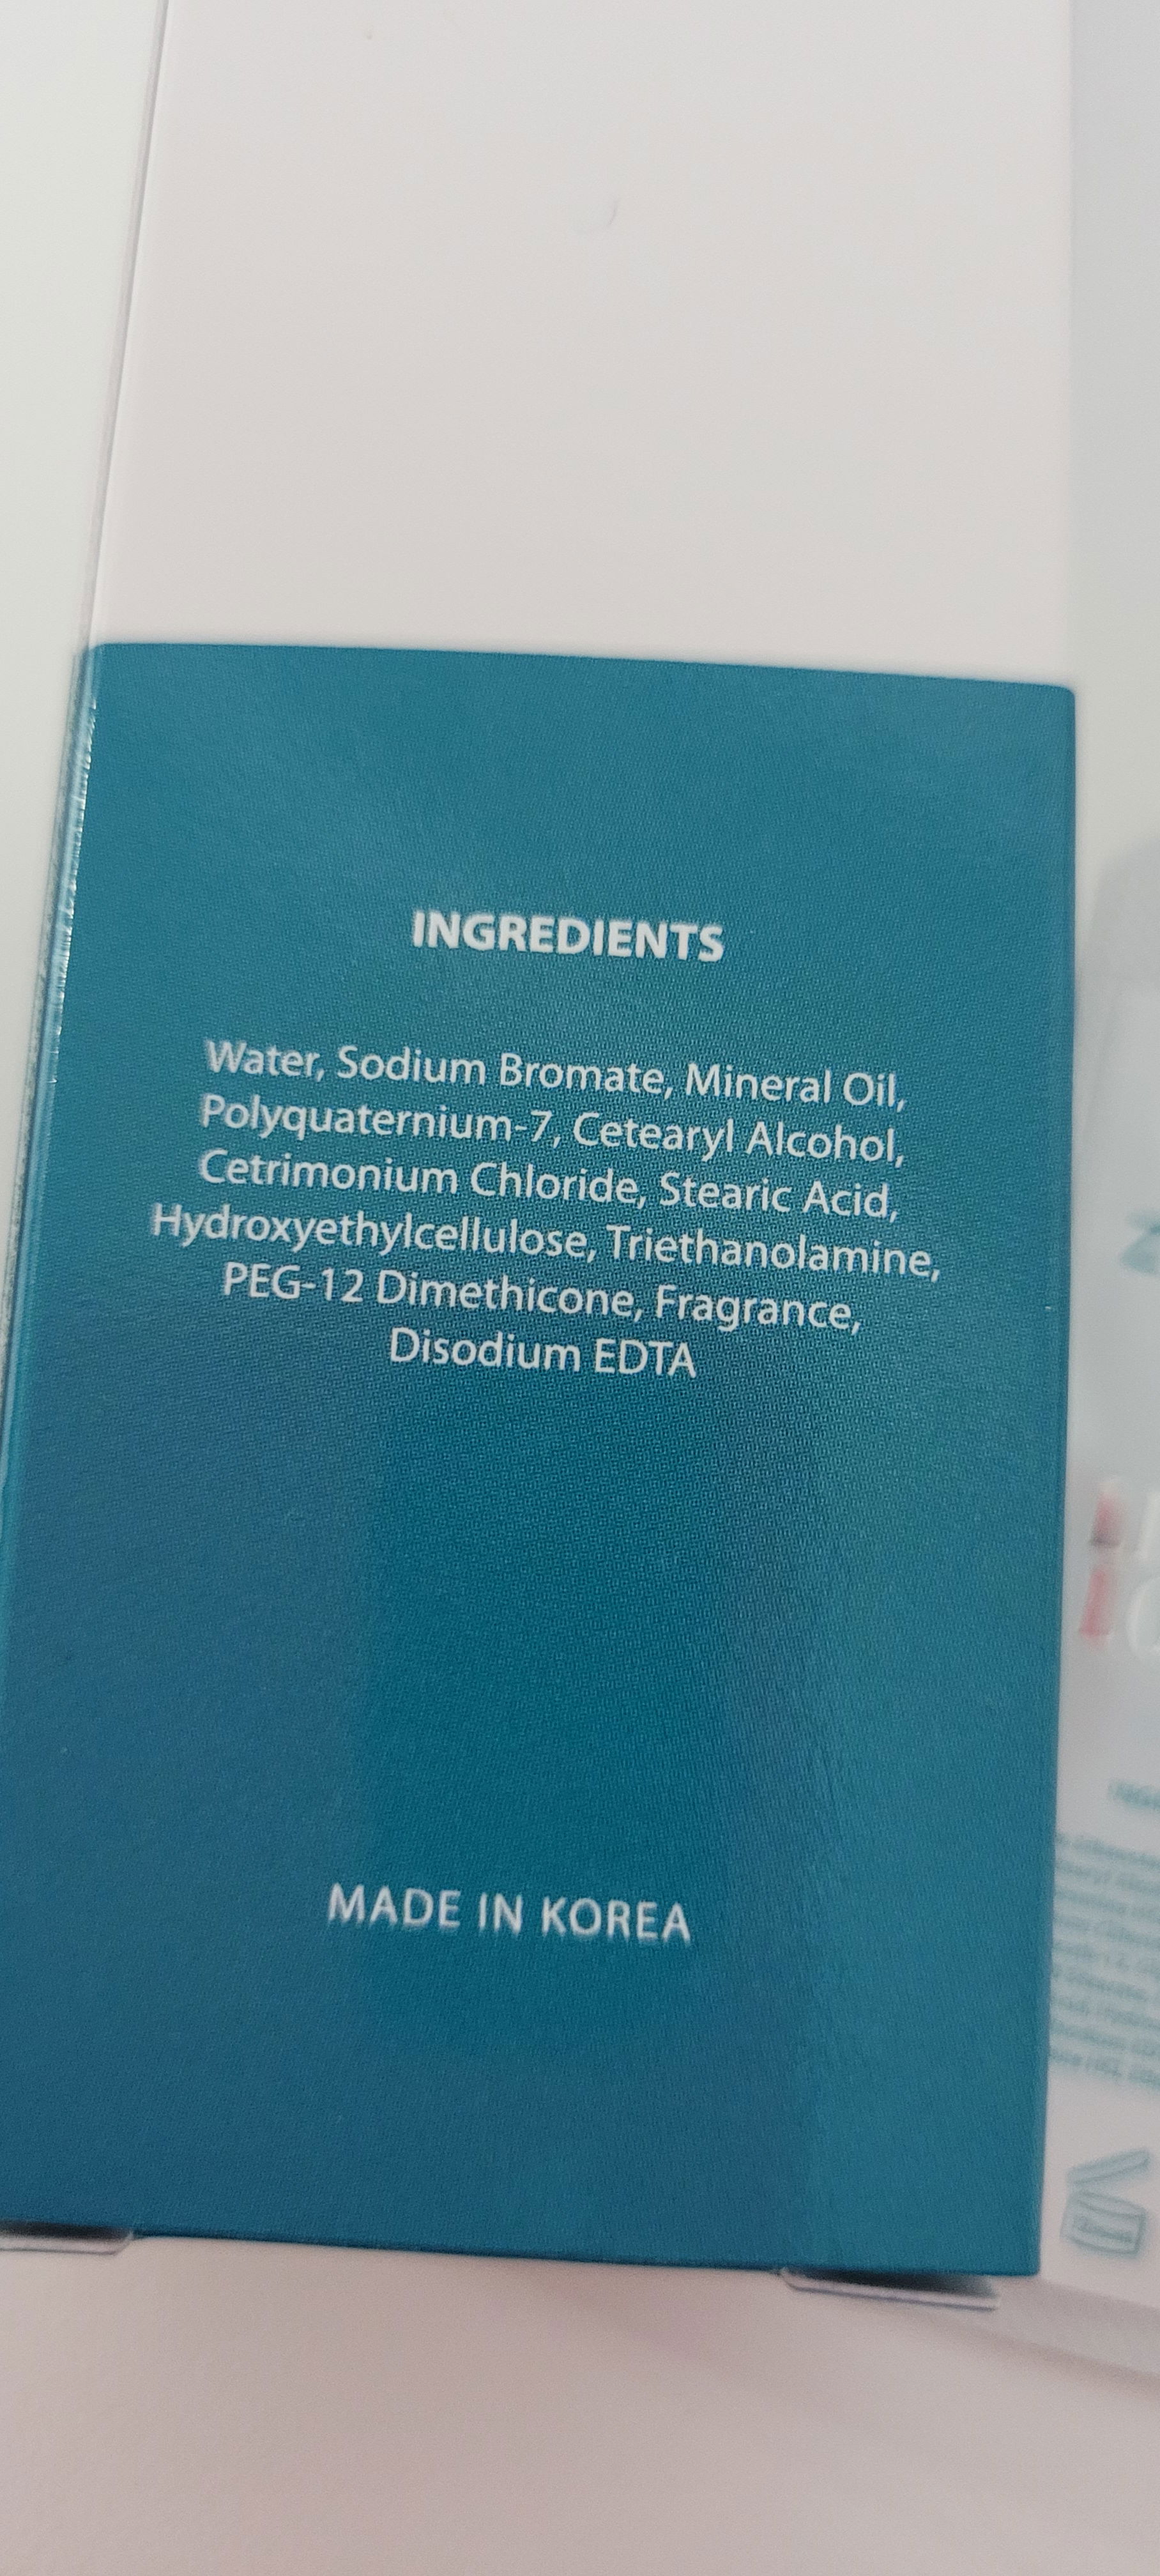 INGREDIENTS
Water, Sodium Bromate, Mineral Oil,
Polyquaternium-7, Cetearyl Alcohol,
Cetrimonium Chloride, Stearic Acid,
Hydroxyethylcellulose, Triethanolamine,
PEG-12 Dimethicone, Fragrance,
Disodium EDTA
MADE IN KOREA